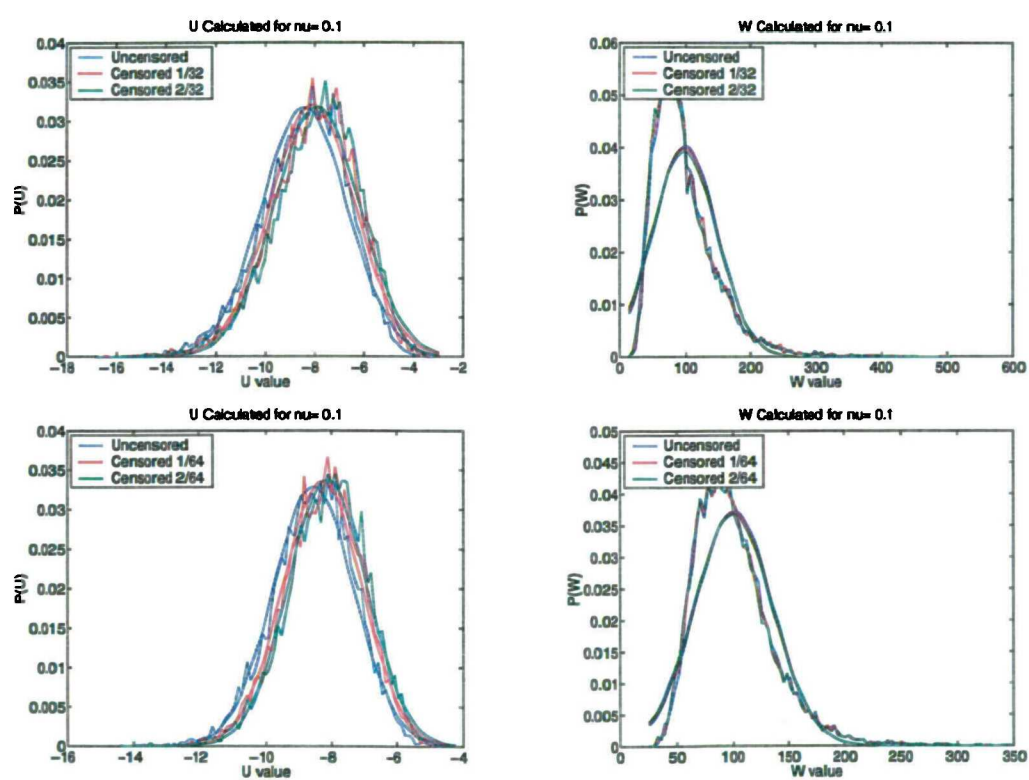 U Calculated for nu= 0.1
0.04
0.035
0.03
0.025
0.02
0.015
0.01
0.005
0
P(U)
Uncensored
Censored 1/32
Censored 2/32
−18 −16 −14 −12 −10 −8 −6 −4 −2
U value
W Calculated for nu= 0.1
0.06
0.05
0.04
0.03
0.02
0.01
0
P(W)
Uncensored
Censored 1/32
Censored 2/32
0 100 200 300 400 500 600
W value
U Calculated for nu= 0.1
0.04
0.035
0.03
0.025
0.02
0.015
0.01
0.005
0
P(U)
Uncensored
Censored 1/64
Censored 2/64
−16 −14 −12 −10 −8 −6 −4
U value
W Calculated for nu= 0.1
0.05
0.045
0.04
0.035
0.03
0.025
0.02
0.015
0.01
0.005
0
P(W)
Uncensored
Censored 1/64
Censored 2/64
0 50 100 150 200 250 300 350
W value